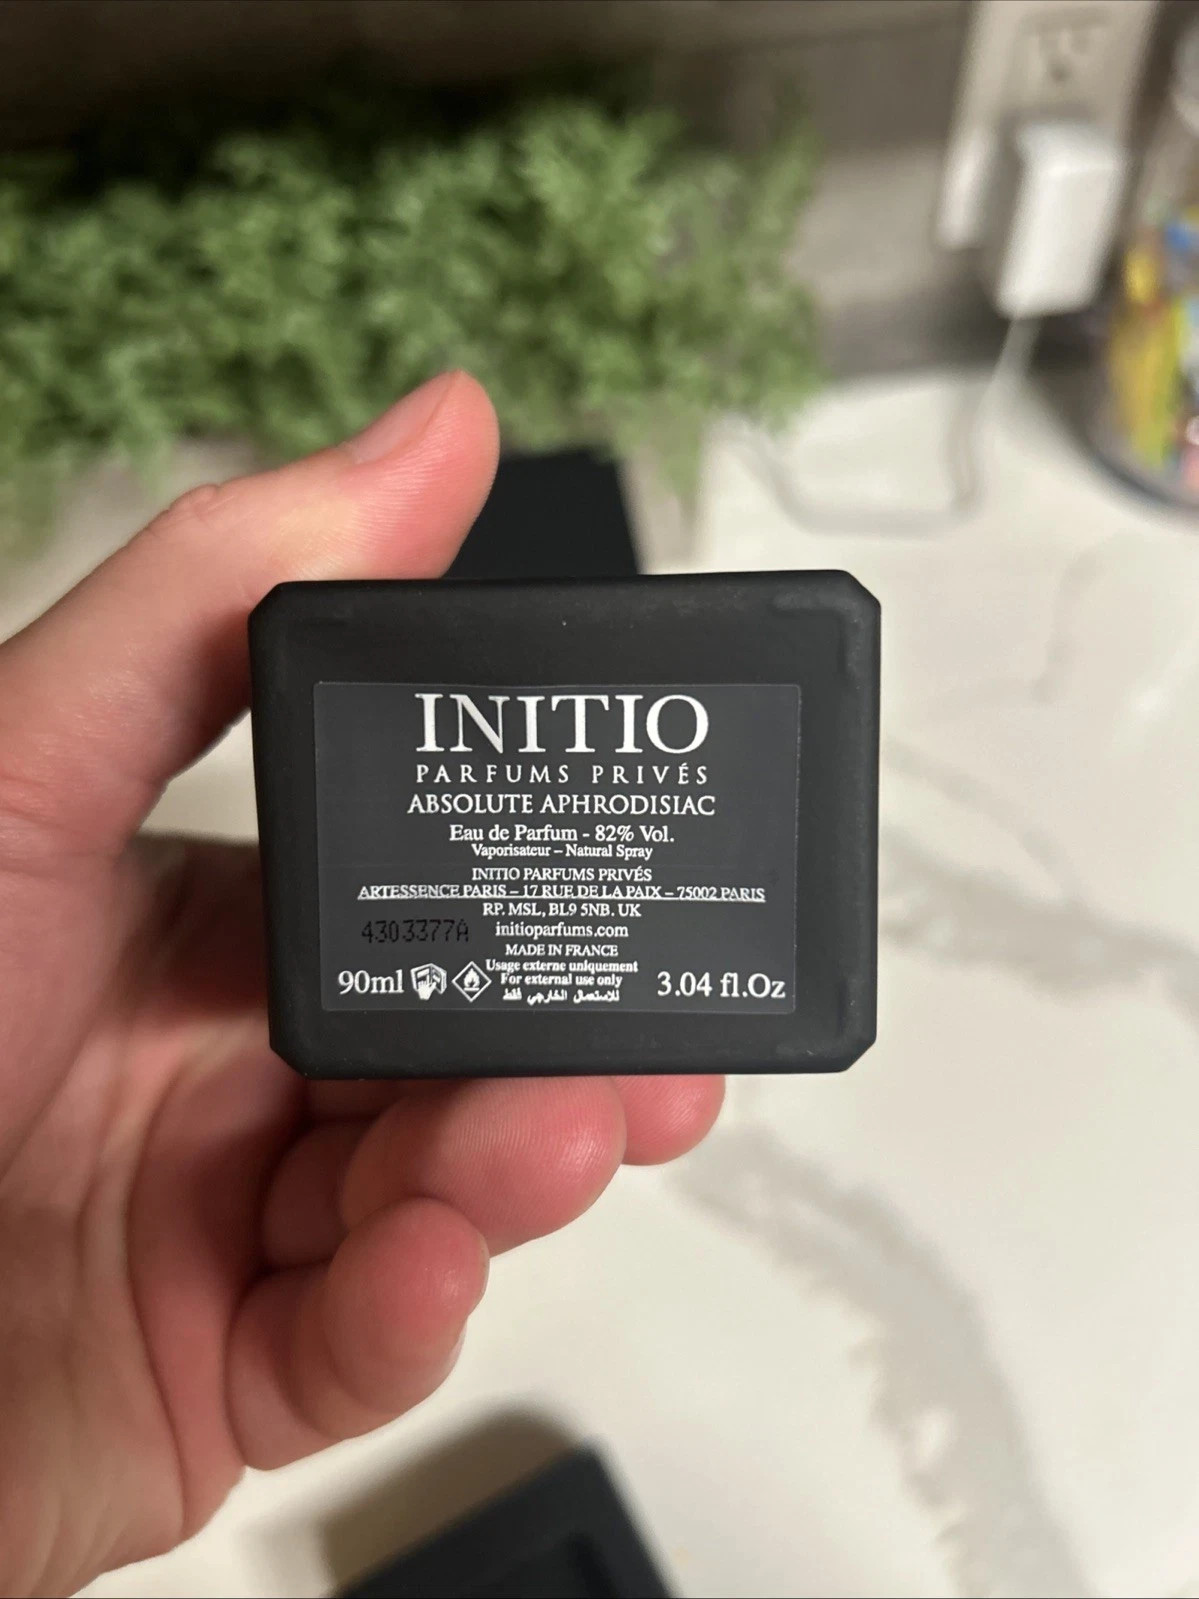 INITIO
PARFUMS PRIVÉS
ABSOLUTE APHRODISIAC
Eau de Parfum - 82% Vol.
Vaporisateur – Natural Spray
INITIO PARFUMS PRIVÉS
ARTESSENCE PARIS – 17 RUE DE LA PAIX – 75002 PARIS
RP. MSL, BL9 5NB. UK
4303377A
initioparfums.com
MADE IN FRANCE
Usage externe uniquement
For external use only
للاستعمال الخارجي فقط
90ml
3.04 fl.Oz